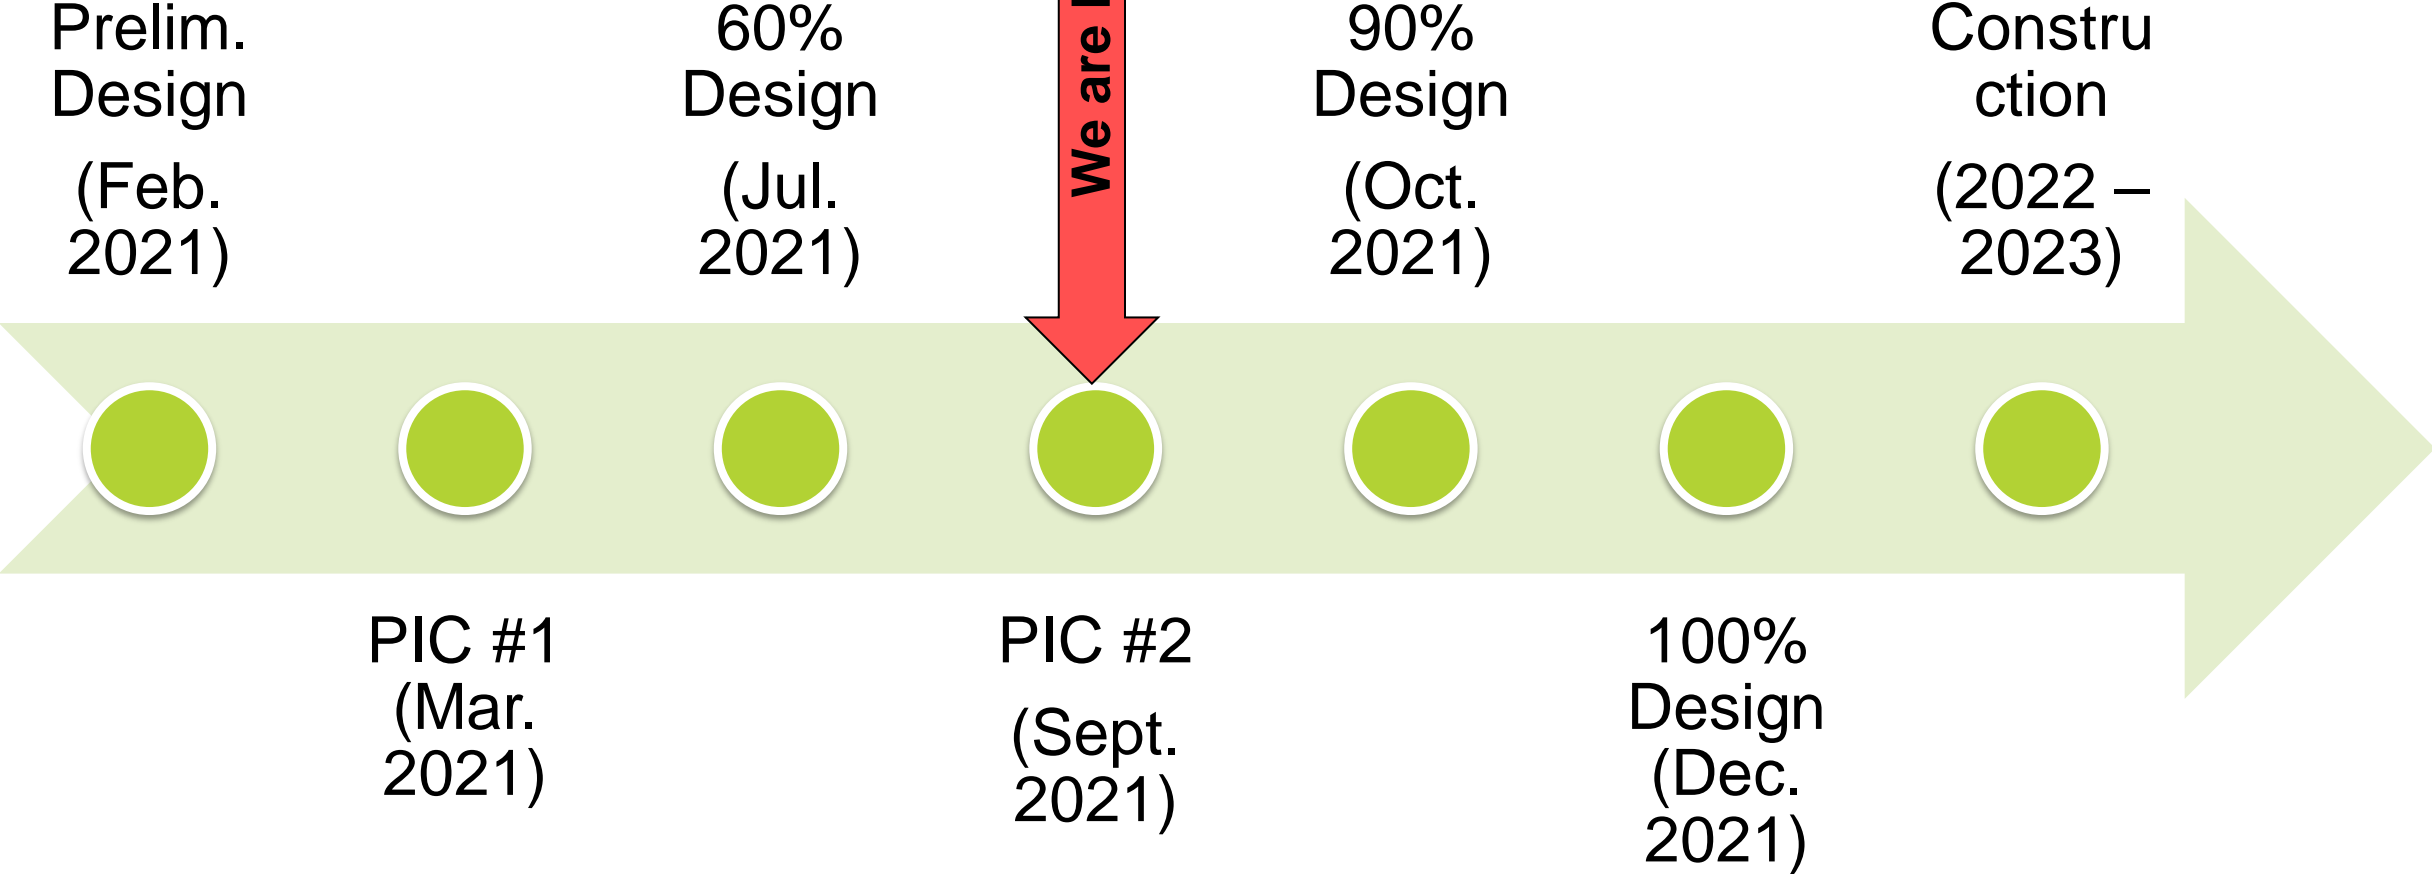 Prelim.
Design
(Feb.
2021)
60%
Design
(Jul.
2021)
We are
90%
Design
(Oct.
2021)
Constru
ction
(2022 –
2023)
PIC #1
(Mar.
2021)
PIC #2
(Sept.
2021)
100%
Design
(Dec.
2021)